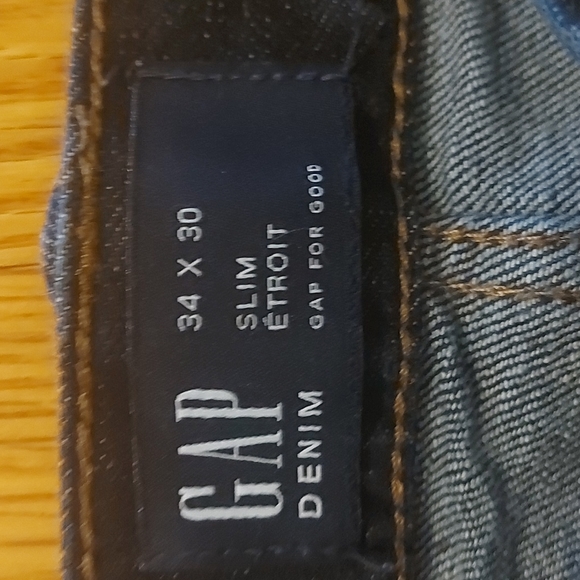 GAP
DENIM
34 X 30
SLIM
ÉTROIT
GAP FOR GOOD